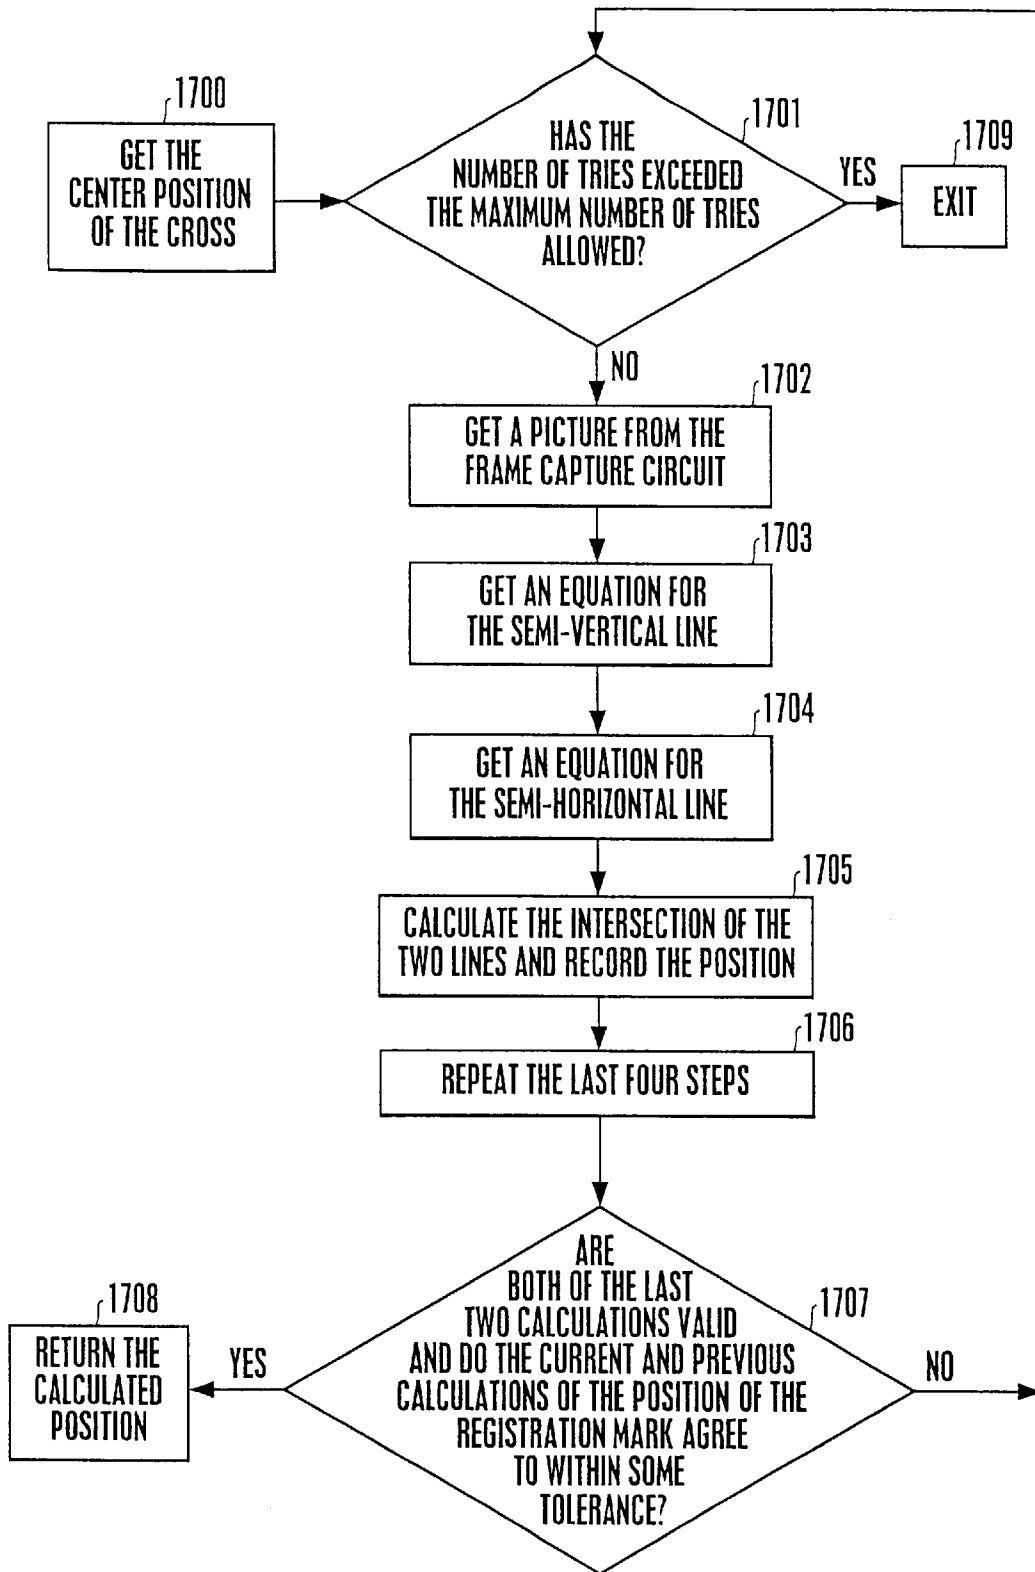 1700
GET THE
CENTER POSITION
OF THE CROSS
1701
HAS THE
NUMBER OF TRIES EXCEEDED
THE MAXIMUM NUMBER OF TRIES
ALLOWED?
YES
1709
EXIT
NO
1702
GET A PICTURE FROM THE
FRAME CAPTURE CIRCUIT
1703
GET AN EQUATION FOR
THE SEMI-VERTICAL LINE
1704
GET AN EQUATION FOR
THE SEMI-HORIZONTAL LINE
1705
CALCULATE THE INTERSECTION OF THE
TWO LINES AND RECORD THE POSITION
1706
REPEAT THE LAST FOUR STEPS
1707
ARE
BOTH OF THE LAST
TWO CALCULATIONS VALID
AND DO THE CURRENT AND PREVIOUS
CALCULATIONS OF THE POSITION OF THE
REGISTRATION MARK AGREE
TO WITHIN SOME
TOLERANCE?
YES
1708
RETURN THE
CALCULATED
POSITION
NO